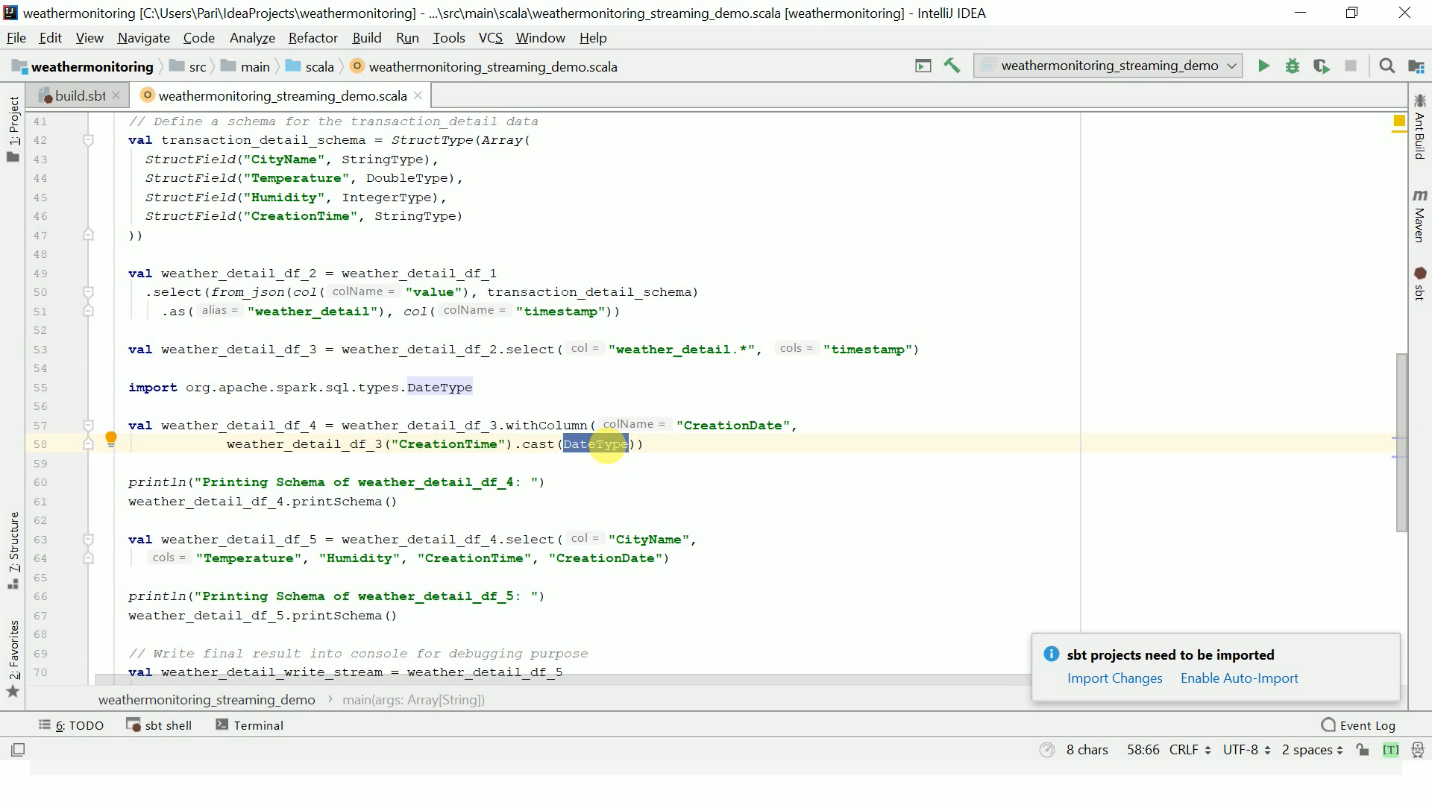 weathermonitoring [C:\Users\Pari\IdeaProjects\weathermonitoring] - ...\src\main\scala\weathermonitoring_streaming_demo.scala [weathermonitoring] - IntelliJ IDEA
File Edit View Navigate Code Analyze Refactor Build Run Tools VCS Window Help
weathermonitoring src main scala weathermonitoring_streaming_demo.scala weathermonitoring_streaming_demo
build.sbt weathermonitoring_streaming_demo.scala
1: Project
7: Structure
2: Favorites
41 // Define a schema for the transaction_detail data
42 val transaction_detail_schema = StructType(Array(
43 StructField("CityName", StringType),
44 StructField("Temperature", DoubleType),
45 StructField("Humidity", IntegerType),
46 StructField("CreationTime", StringType)
47 ))
48
49 val weather_detail_df_2 = weather_detail_df_1
50 .select(from_json(col( colName = "value"), transaction_detail_schema)
51 .as( alias = "weather_detail"), col( colName = "timestamp"))
52
53 val weather_detail_df_3 = weather_detail_df_2.select( col = "weather_detail.*", cols = "timestamp")
54
55 import org.apache.spark.sql.types.DateType
56
57 val weather_detail_df_4 = weather_detail_df_3.withColumn( colName = "CreationDate",
58 weather_detail_df_3("CreationTime").cast(DateType))
59
60 println("Printing Schema of weather_detail_df_4: ")
61 weather_detail_df_4.printSchema()
62
63 val weather_detail_df_5 = weather_detail_df_4.select( col = "CityName",
64 cols = "Temperature", "Humidity", "CreationTime", "CreationDate")
65
66 println("Printing Schema of weather_detail_df_5: ")
67 weather_detail_df_5.printSchema()
68
69 // Write final result into console for debugging purpose
70 val weather_detail_write_stream = weather_detail_df_5
Ant Build
m Maven
sbt
sbt projects need to be imported
Import Changes Enable Auto-Import
weathermonitoring_streaming_demo main(args: Array[String])
6: TODO sbt shell Terminal Event Log
8 chars 58:66 CRLF UTF-8 2 spaces [T]